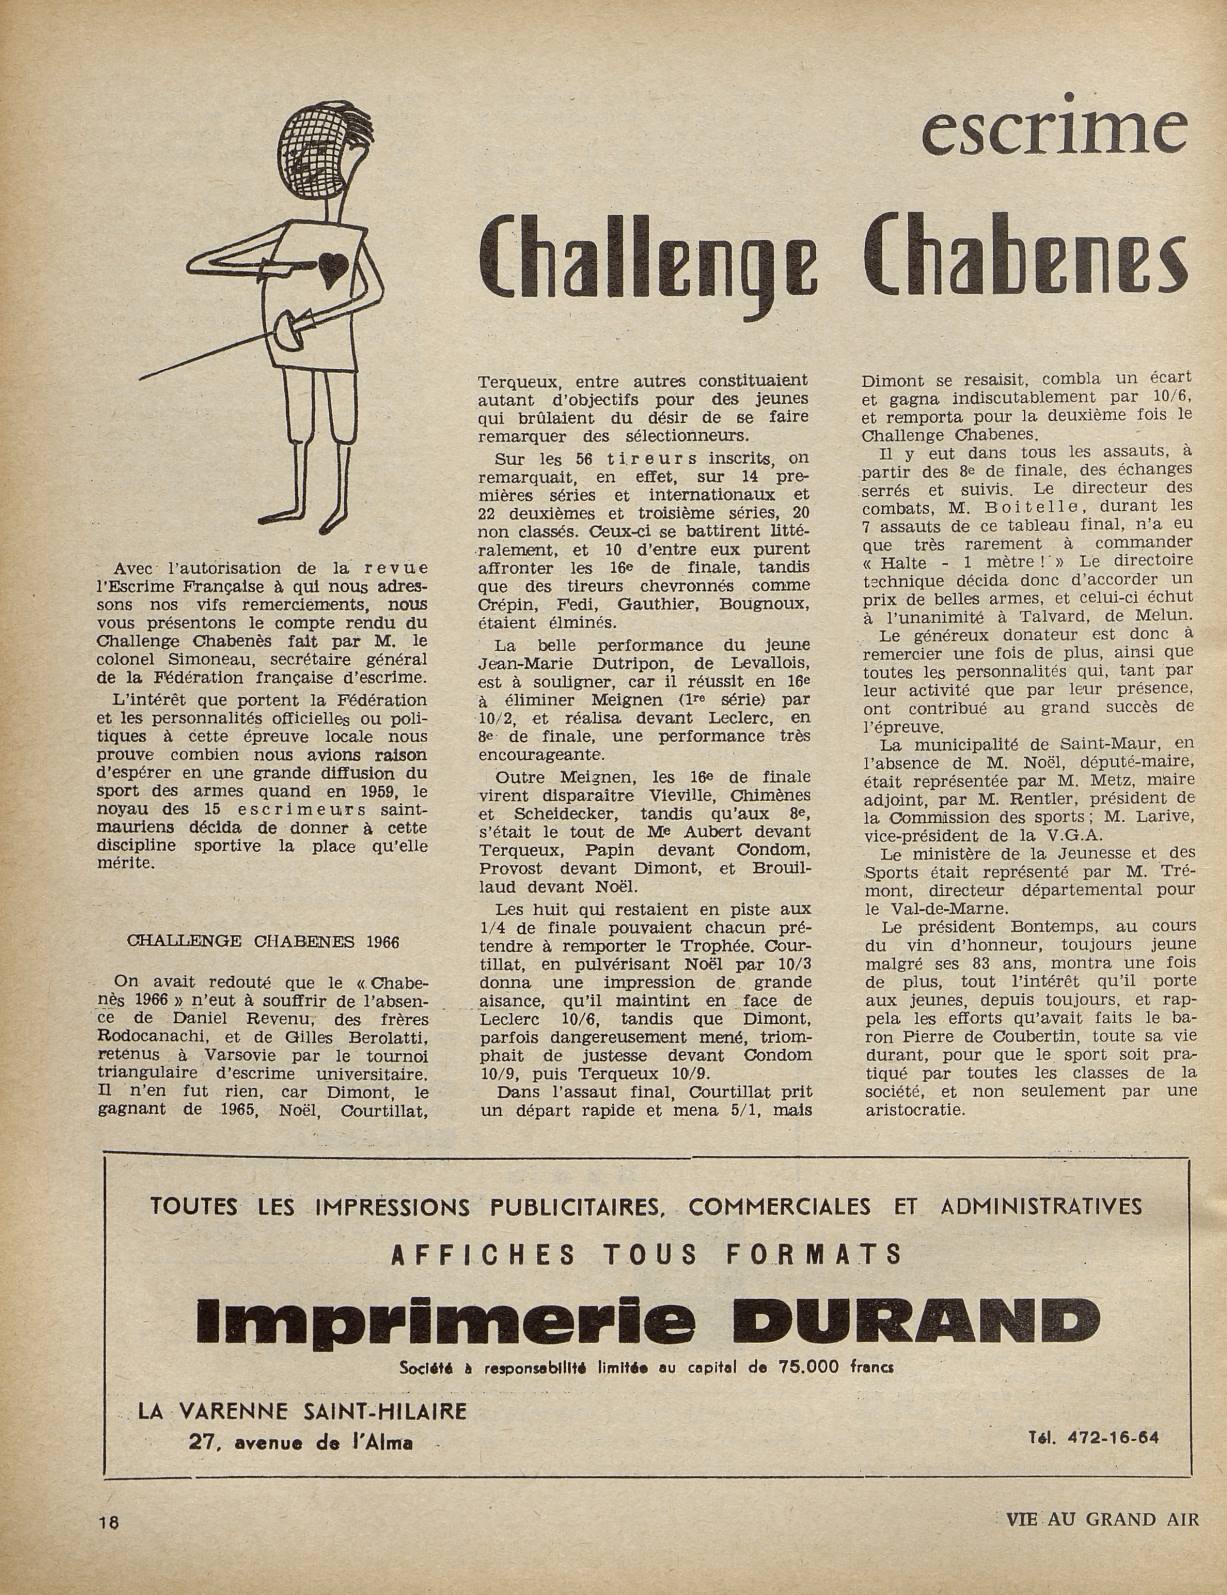 escrime
Challenge Chabenes
Avec l'autorisation de la revue
l'Escrime Française à qui nous adres-
sons nos vifs remerciements, nous
vous présentons le compte rendu du
Challenge Chabenès fait par M. le
colonel Simoneau, secrétaire général
de la Fédération française d'escrime.
L'intérêt que portent la Fédération
et les personnalités officielles ou poli-
tiques à cette épreuve locale nous
prouve combien nous avions raison
d'espérer en une grande diffusion du
sport des armes quand en 1959, le
noyau des 15 escrimeurs saint-
mauriens décida de donner à cette
discipline sportive la place qu'elle
mérite.
CHALLENGE CHABENES 1966
On avait redouté que le « Chabe-
nès 1966 » n'eut à souffrir de l'absen-
ce de Daniel Revenu, des frères
Rodocanachi, et de Gilles Berolatti,
retenus à Varsovie par le tournoi
triangulaire d'escrime universitaire.
Il n'en fut rien, car Dimont, le
gagnant de 1965, Noël, Courtillat,
Terqueux, entre autres constituaient
autant d'objectifs pour des jeunes
qui brûlaient du désir de se faire
remarquer des sélectionneurs.
Sur les 56 tireurs inscrits, on
remarquait, en effet, sur 14 pre-
mières séries et internationaux et
22 deuxièmes et troisième séries, 20
non classés. Ceux-ci se battirent litté-
ralement, et 10 d'entre eux purent
affronter les 16e de finale, tandis
que des tireurs chevronnés comme
Crépin, Fedi, Gauthier, Bougnoux,
étaient élminés.
La belle performance du jeune
Jean-Marie Dutripon, de Levallois,
est à souligner, car il réussit en 16e
à éliminer Meignen (1re série) par
10/2, et réalisa devant Leclerc, en
8e de finale, une performance très
encourageante.
Outre Meignen, les 16e de finale
virent disparaître Vieville, Chimènes
et Scheidecker, tandis qu'aux 8e,
s'était le tout de Me Aubert devant
Terqueux, Papin devant Condom,
Provost devant Dimont, et Brouil-
laud devant Noël.
Les huit qui restaient en piste aux
1/4 de finale pouvaient chacun pré-
tendre à remporter le Trophée. Cour-
tillat, en pulvérisant Noël par 10/3
donna une impression de grande
aisance, qu'il maintint en face de
Leclerc 10/6, tandis que Dimont,
parfois dangereusement mené, triom-
phait de justesse devant Condom
10/9, puis Terqueux 10/9.
Dans l'assaut final, Courtillat prit
un départ rapide et mena 5/1, mais
Dimont se resaisit, combla un écart
et gagna indiscutablement par 10/6,
et remporta pour la deuxième fois le
Challenge Chabenes.
Il y eut dans tous les assauts, à
partir des 8e de finale, des échanges
serrés et suivis. Le directeur des
combats, M. Boitelle, durant les
7 assauts de ce tableau final, n'a eu
que très rarement à commander
« Halte - 1 mètre ! » Le directoire
technique décida donc d'accorder un
prix de belles armes, et celui-ci échut
à l'unanimité à Talvard, de Melun.
Le généreux donateur est donc à
remercier une fois de plus, ainsi que
toutes les personnalités qui, tant par
leur activité que par leur présence,
ont contribué au grand succès de
l'épreuve.
La municipalité de Saint-Maur, en
l'absence de M. Noël, député-maire,
était représentée par M. Metz, maire
adjoint, par M. Rentler, président de
la Commission des sports ; M. Larive,
vice-président de la V.G.A.
Le ministère de la Jeunesse et des
Sports était représenté par M. Tré-
mont, directeur départemental pour
le Val-de-Marne.
Le président Bontemps, au cours
du vin d'honneur, toujours jeune
malgré ses 83 ans, montra une fois
de plus, tout l'intérêt qu'il porte
aux jeunes, depuis toujours, et rap-
pela les efforts qu'avait faits le ba-
ron Pierre de Coubertin, toute sa vie
durant, pour que le sport soit pra-
tiqué par toutes les classes de la
société, et non seulement par une
aristocratie.
TOUTES LES IMPRESSIONS PUBLICITAIRES, COMMERCIALES ET ADMINISTRATIVES
AFFICHES TOUS FORMATS
Imprimerie DURAND
Société à responsabilité limitée au capital de 75.000 francs
LA VARENNE SAINT-HILAIRE
27, avenue de l'Alma
Tél. 472-16-64
18
VIE AU GRAND AIR